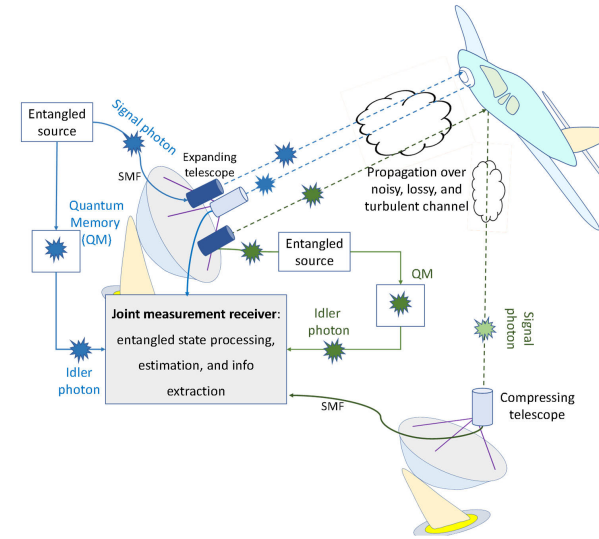 Entangled
source
Signal photon
SMF
Expanding
telescope
Quantum
Memory
(QM)
Propagation over
noisy, lossy, and
turbulent channel
Entangled
source
QM
Joint measurement receiver:
entangled state processing,
estimation, and info
extraction
Idler
photon
Idler
photon
Signal
photon
SMF
Compressing
telescope